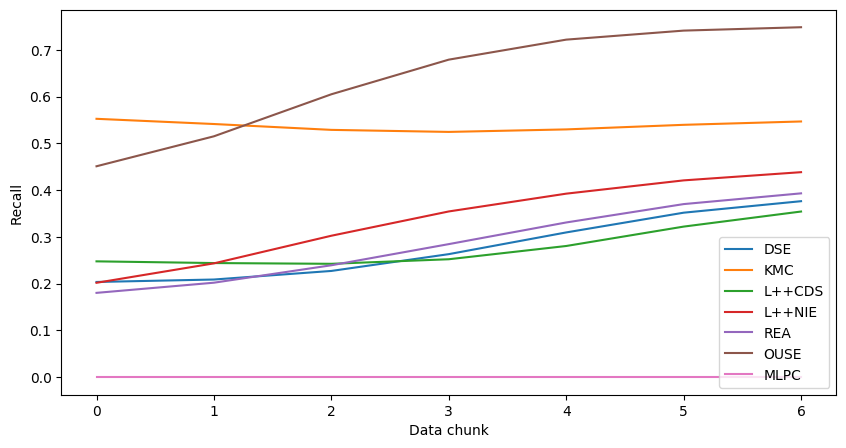 Recall
0.7
0.6
0.5
0.4
0.3
0.2
0.1
0.0
0 1 2 3 4 5 6
Data chunk
DSE
KMC
L++CDS
L++NIE
REA
OUSE
MLPC